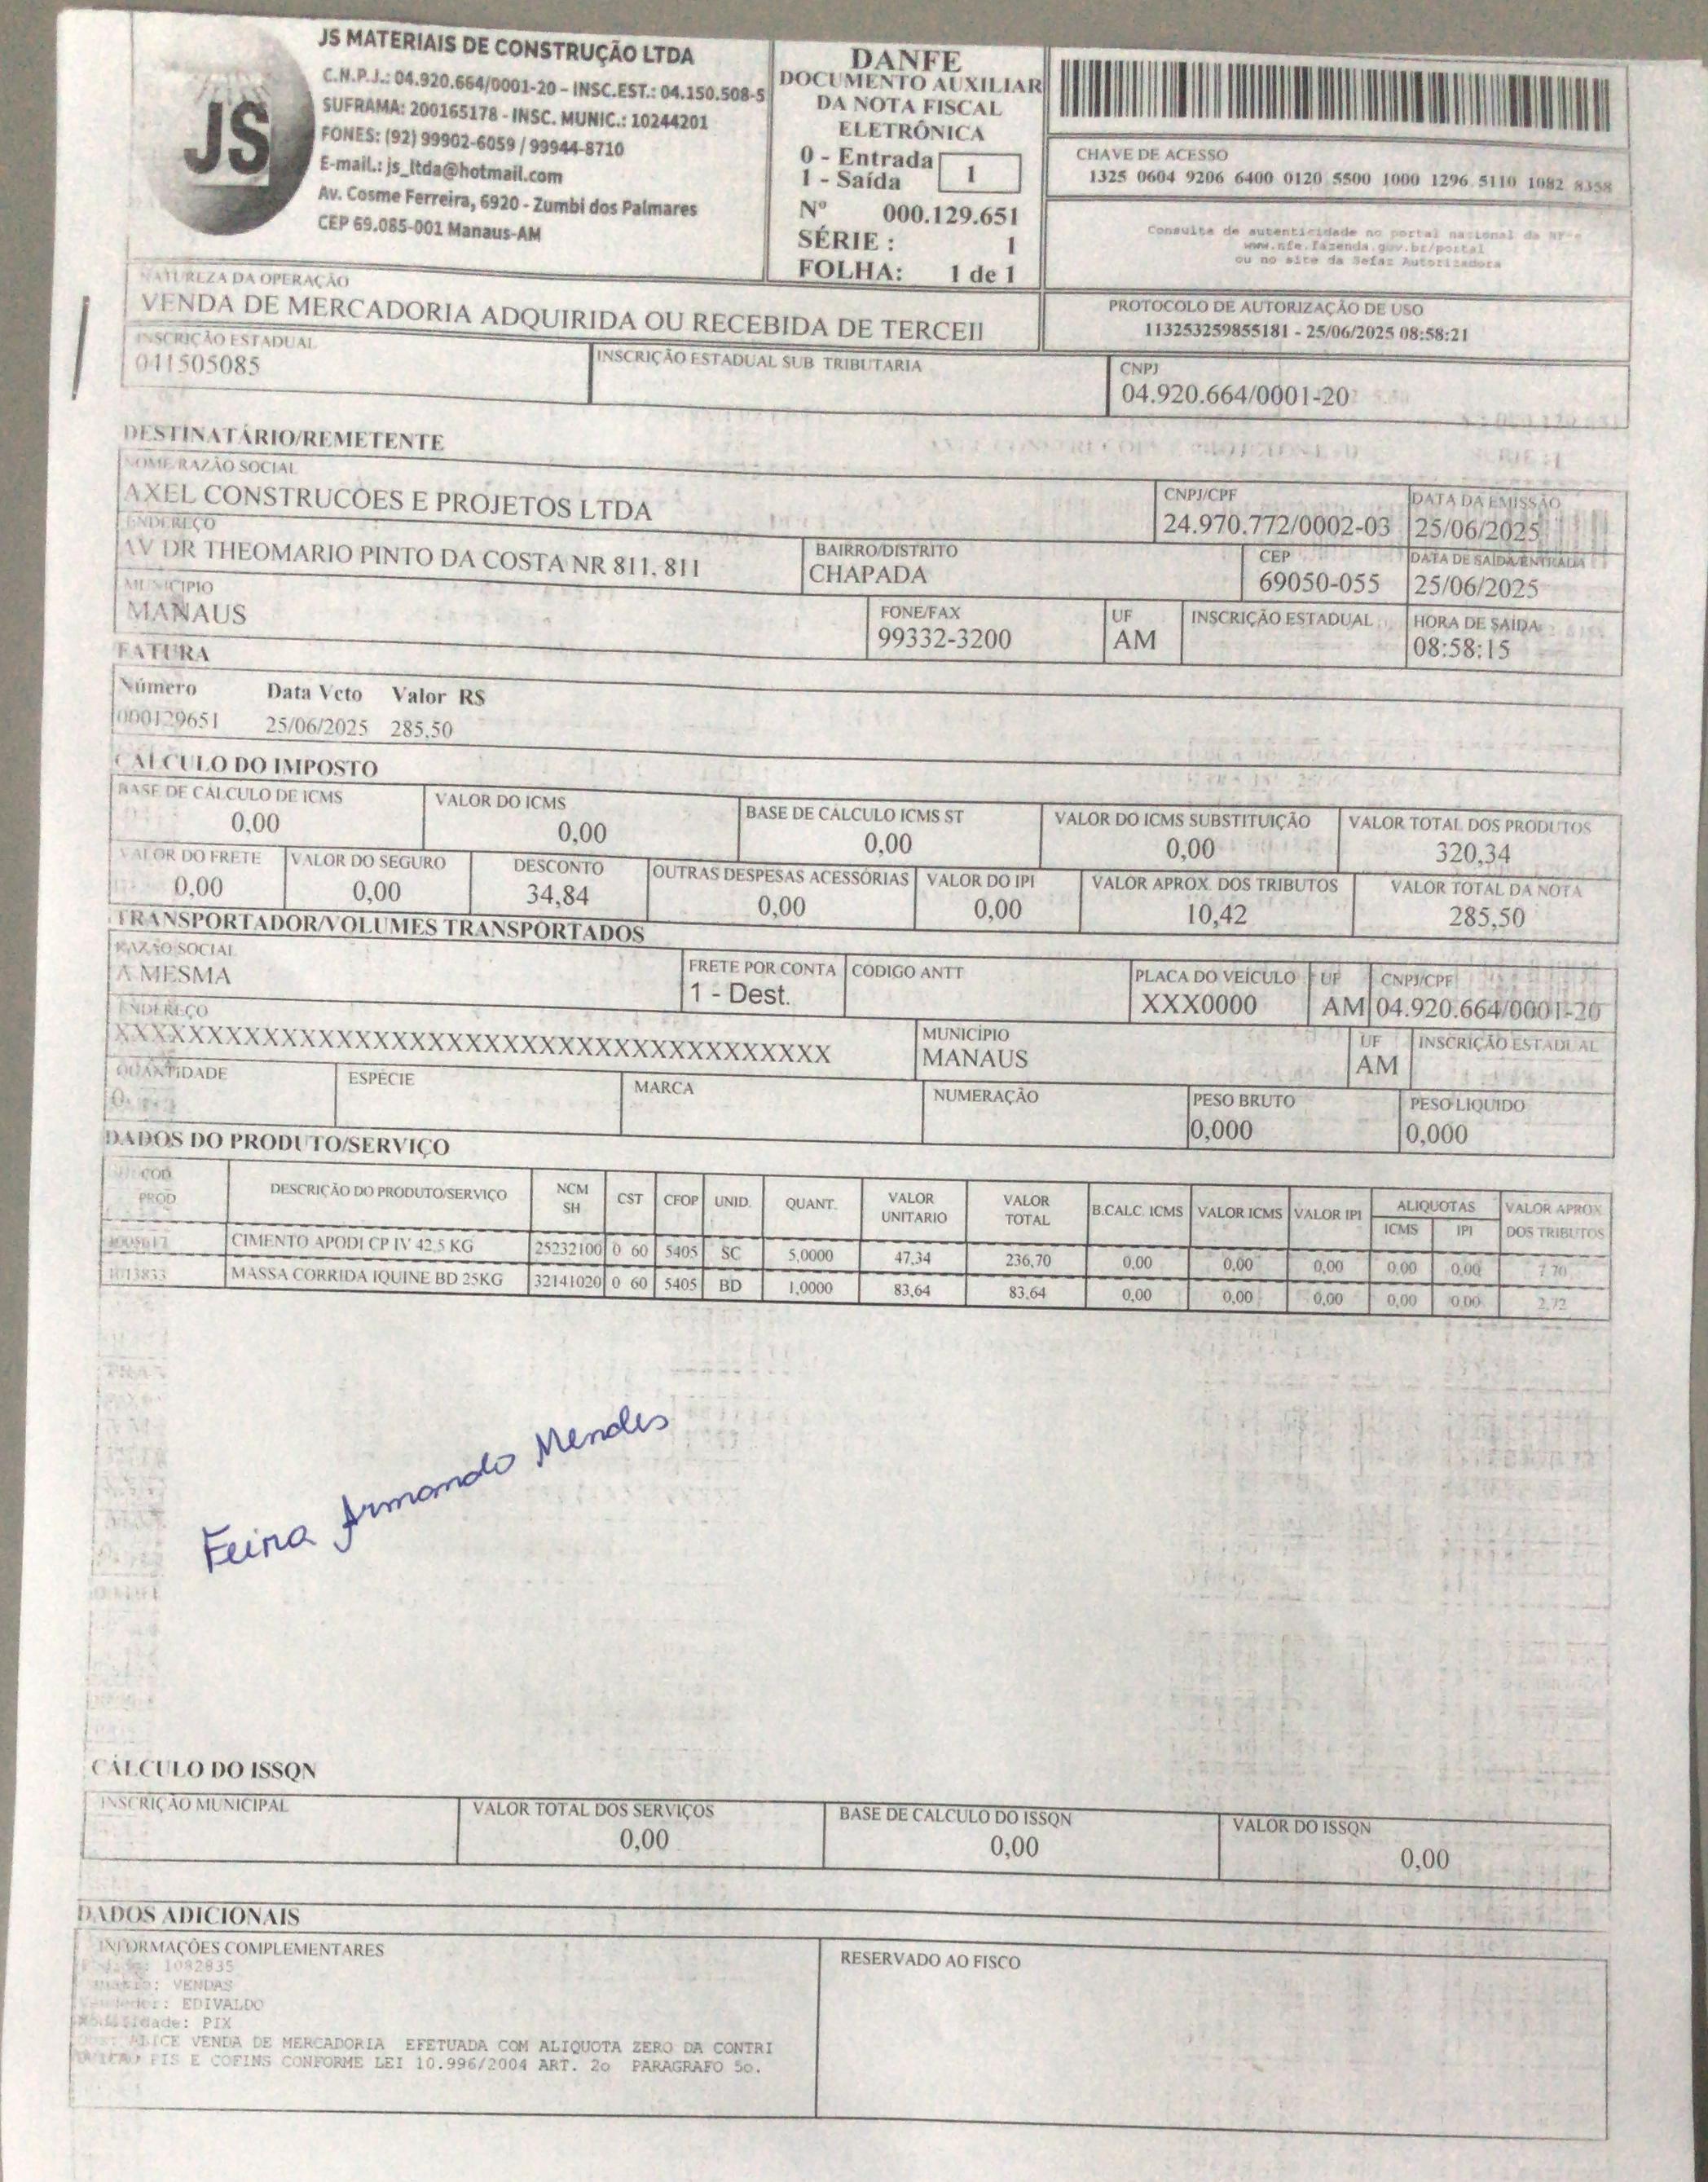 JS MATERIAIS DE CONSTRUÇÃO LTDA
C.N.P.J.: 04.920.664/0001-20 - INSC.EST.: 04.150.508-5
SUFRAMA: 200165178 - INSC. MUNIC.: 10244201
FONES: (92) 99902-6059 / 99944-8710
E-mail.: js_ltda@hotmail.com
Av. Cosme Ferreira, 6920 - Zumbi dos Palmares
CEP 69.085-001 Manaus-AM
JS
DANFE
DOCUMENTO AUXILIAR
DA NOTA FISCAL
ELETRÔNICA
0 - Entrada
1 - Saída
1
Nº 000.129.651
SÉRIE : 1
FOLHA: 1 de 1
CHAVE DE ACESSO
1325 0604 9206 6400 0120 5500 1000 1296 5110 1082 8358
Consulta de autenticidade no portal nacional da NF-e
www.nfe.fazenda.gov.br/portal
ou no site da Sefaz Autorizadora
NATUREZA DA OPERAÇÃO
VENDA DE MERCADORIA ADQUIRIDA OU RECEBIDA DE TERCEII
PROTOCOLO DE AUTORIZAÇÃO DE USO
113253259855181 - 25/06/2025 08:58:21
INSCRIÇÃO ESTADUAL
041505085
INSCRIÇÃO ESTADUAL SUB TRIBUTARIA
CNPJ
04.920.664/0001-20
DESTINATÁRIO/REMETENTE
NOME/RAZÃO SOCIAL
AXEL CONSTRUCOES E PROJETOS LTDA
CNPJ/CPF
24.970.772/0002-03
DATA DA EMISSÃO
25/06/2025
ENDEREÇO
AV DR THEOMARIO PINTO DA COSTA NR 811, 811
BAIRRO/DISTRITO
CHAPADA
CEP
69050-055
DATA DE SAÍDA/ENTRADA
25/06/2025
MUNICÍPIO
MANAUS
FONE/FAX
99332-3200
UF
AM
INSCRIÇÃO ESTADUAL
HORA DE SAÍDA
08:58:15
FATURA
Número Data Vcto Valor R$
000129651 25/06/2025 285,50
CÁLCULO DO IMPOSTO
BASE DE CÁLCULO DE ICMS
0,00
VALOR DO ICMS
0,00
BASE DE CÁLCULO ICMS ST
0,00
VALOR DO ICMS SUBSTITUIÇÃO
0,00
VALOR TOTAL DOS PRODUTOS
320,34
VALOR DO FRETE
0,00
VALOR DO SEGURO
0,00
DESCONTO
34,84
OUTRAS DESPESAS ACESSÓRIAS
0,00
VALOR DO IPI
0,00
VALOR APROX. DOS TRIBUTOS
10,42
VALOR TOTAL DA NOTA
285,50
TRANSPORTADOR/VOLUMES TRANSPORTADOS
RAZÃO SOCIAL
A MESMA
FRETE POR CONTA
1 - Dest.
CÓDIGO ANTT
PLACA DO VEÍCULO
XXX0000
UF
AM
CNPJ/CPF
04.920.664/0001-20
ENDEREÇO
XXXXXXXXXXXXXXXXXXXXXXXXXXXXXXXXXXXXXXXX
MUNICÍPIO
MANAUS
UF
AM
INSCRIÇÃO ESTADUAL
QUANTIDADE
ESPÉCIE
MARCA
NUMERAÇÃO
PESO BRUTO
0,000
PESO LÍQUIDO
0,000
DADOS DO PRODUTO/SERVIÇO
COD PROD DESCRIÇÃO DO PRODUTO/SERVIÇO NCM SH CST CFOP UNID. QUANT. VALOR UNITARIO VALOR TOTAL B.CALC. ICMS VALOR ICMS VALOR IPI ALIQUOTAS ICMS IPI VALOR APROX DOS TRIBUTOS
CIMENTO APODI CP IV 42,5 KG 25232100 0 60 5405 SC 5,0000 47,34 236,70 0,00 0,00 0,00 0,00 0,00 7,70
1013833 MASSA CORRIDA IQUINE BD 25KG 32141020 0 60 5405 BD 1,0000 83,64 83,64 0,00 0,00 0,00 0,00 0,00 2,72
Feira Armando Mendes
CÁLCULO DO ISSQN
INSCRIÇÃO MUNICIPAL
VALOR TOTAL DOS SERVIÇOS
0,00
BASE DE CALCULO DO ISSQN
0,00
VALOR DO ISSQN
0,00
DADOS ADICIONAIS
INFORMAÇÕES COMPLEMENTARES
1082835
: VENDAS
: EDIVALDO
: PIX
ALICE VENDA DE MERCADORIA EFETUADA COM ALIQUOTA ZERO DA CONTRI
PIS E COFINS CONFORME LEI 10.996/2004 ART. 2o PARAGRAFO 5o.
RESERVADO AO FISCO